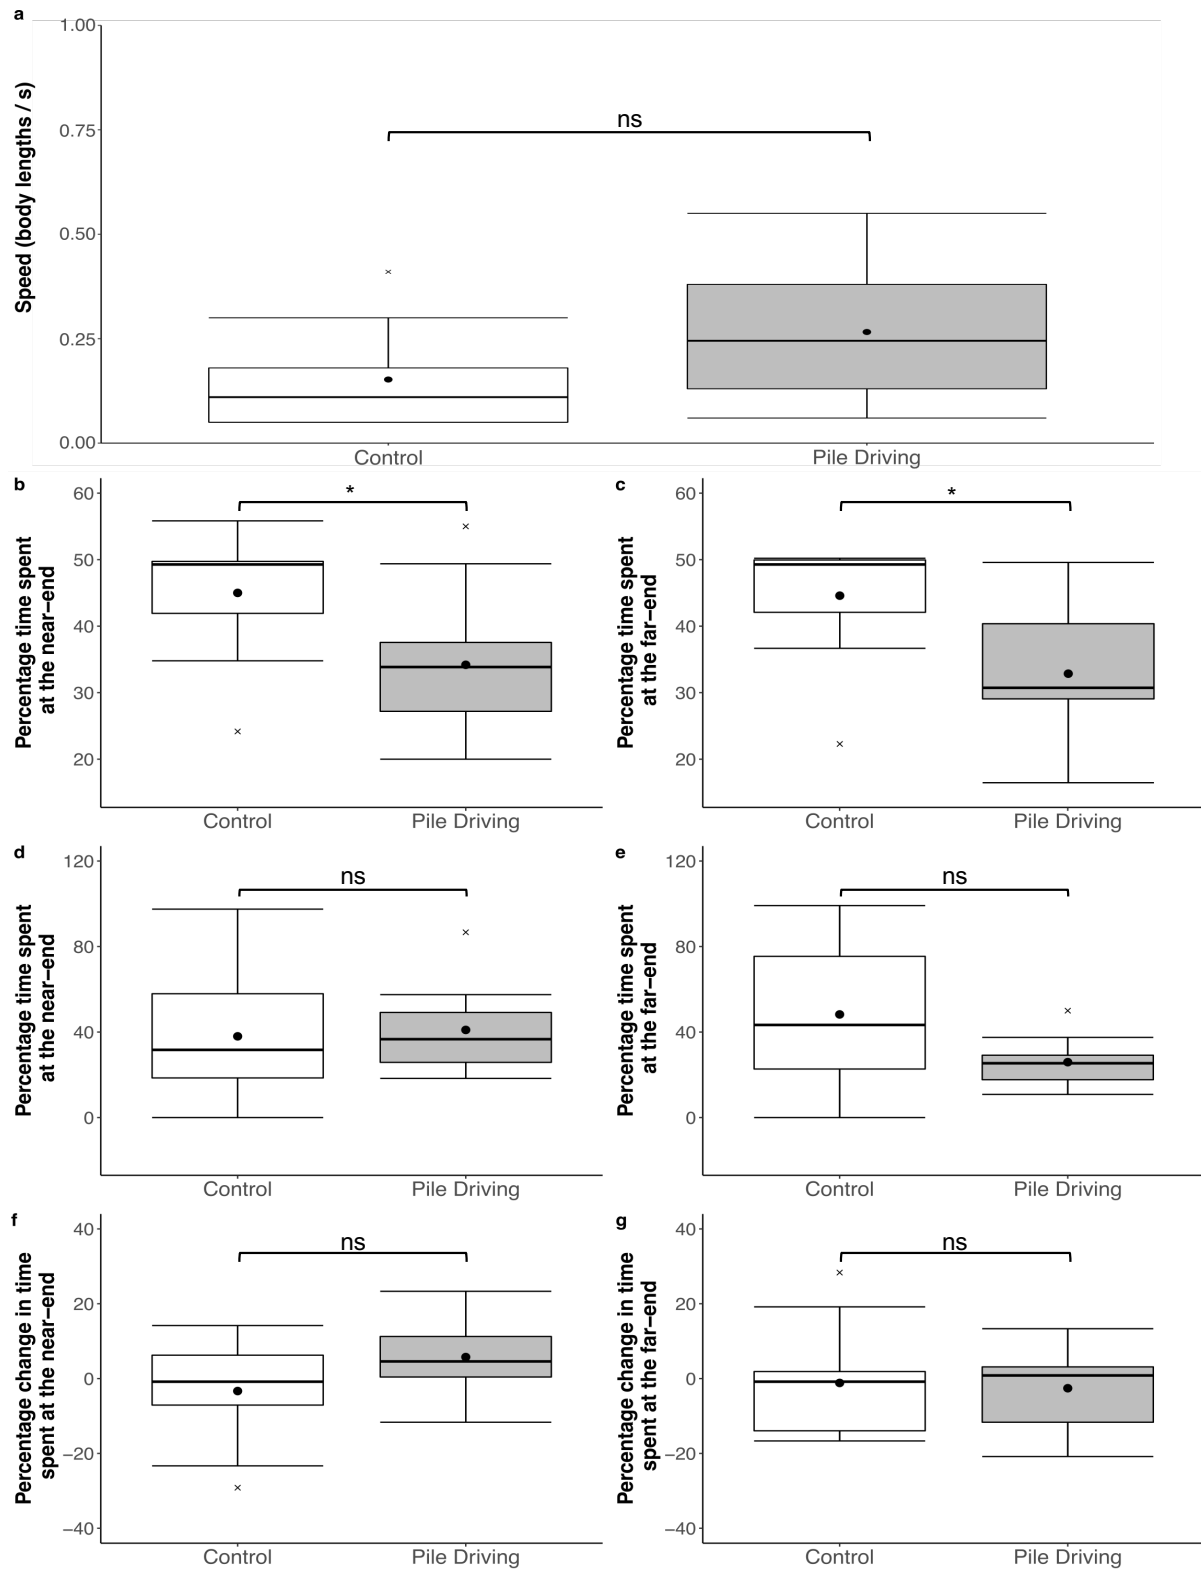 a
Speed (body lengths / s)
1.00
0.75
0.50
0.25
0.00
ns
Control
Pile Driving
b
Percentage time spent
at the near–end
60
50
40
30
20
*
Control
Pile Driving
c
Percentage time spent
at the far–end
60
50
40
30
20
*
Control
Pile Driving
d
Percentage time spent
at the near–end
120
80
40
0
ns
Control
Pile Driving
e
Percentage time spent
at the far–end
120
80
40
0
ns
Control
Pile Driving
f
Percentage change in time
spent at the near–end
40
20
0
−20
−40
ns
Control
Pile Driving
g
Percentage change in time
spent at the far–end
40
20
0
−20
−40
ns
Control
Pile Driving